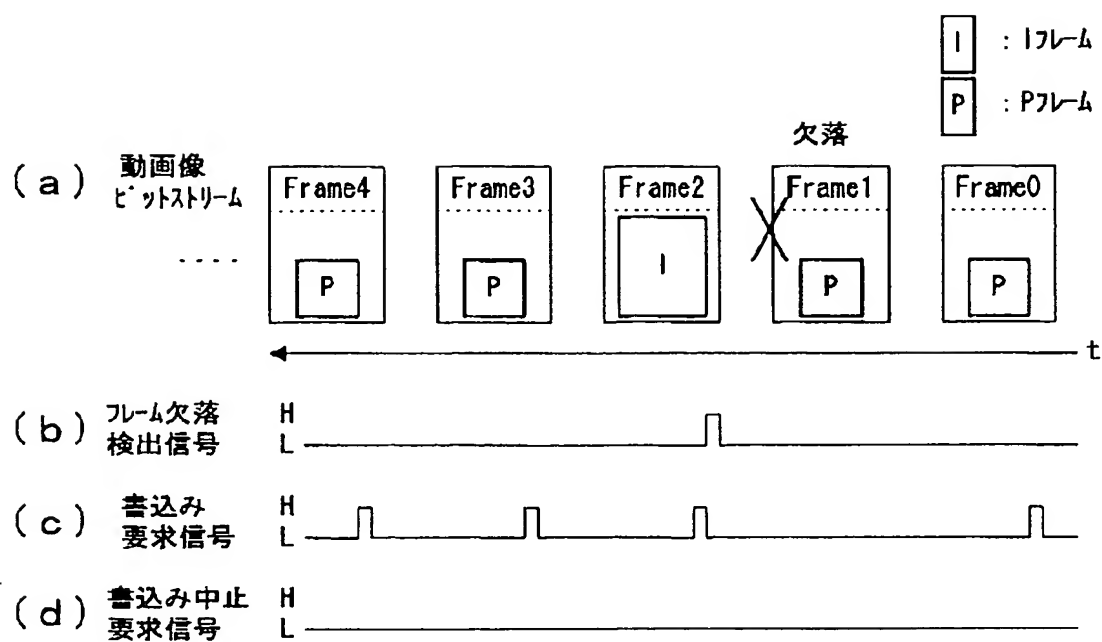 I : Iフレーム
P : Pフレーム
欠落
(a) 動画像
ビットストリーム
Frame4 Frame3 Frame2 Frame1 Frame0
....
P P I P P
t
(b) フレーム欠落 H
検出信号 L
(c) 書込み H
要求信号 L
(d) 書込み中止 H
要求信号 L